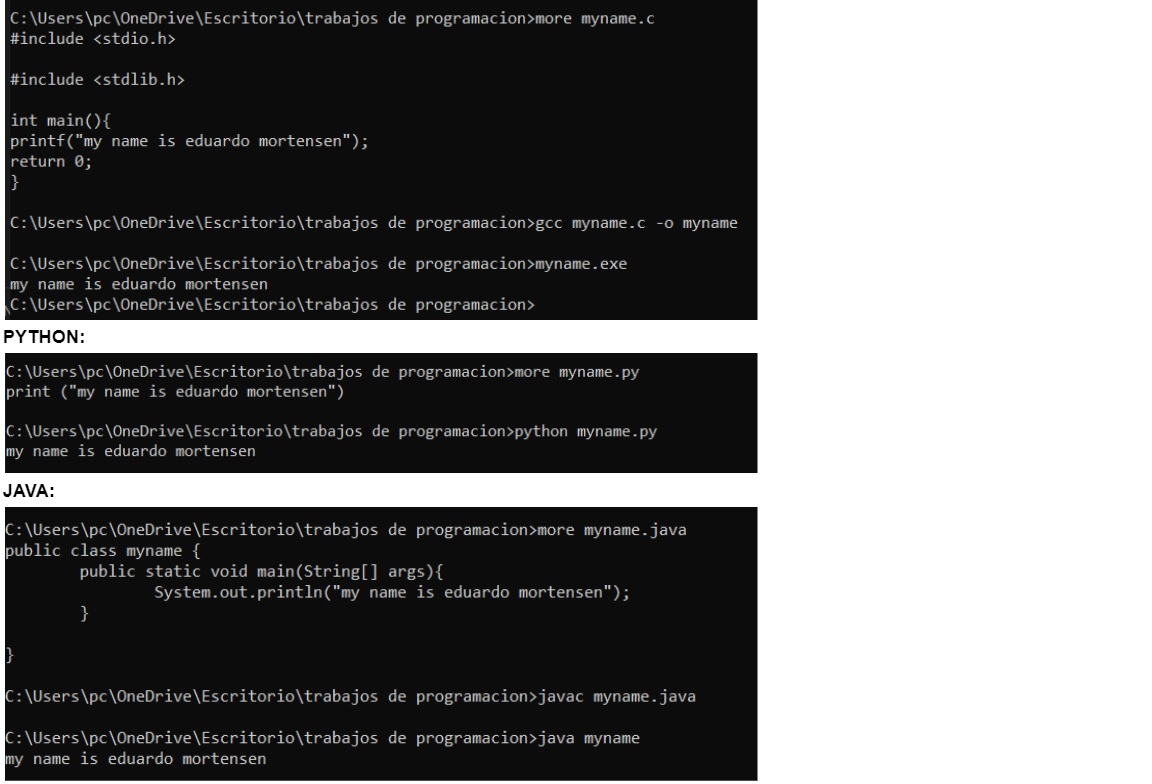 C:\Users\pc\OneDrive\Escritorio\trabajos de programacion>more myname.c
#include <stdio.h>
#include <stdlib.h>
int main(){
printf("my name is eduardo mortensen");
return 0;
}
C:\Users\pc\OneDrive\Escritorio\trabajos de programacion>gcc myname.c -o myname
C:\Users\pc\OneDrive\Escritorio\trabajos de programacion>myname.exe
my name is eduardo mortensen
C:\Users\pc\OneDrive\Escritorio\trabajos de programacion>
PYTHON:
C:\Users\pc\OneDrive\Escritorio\trabajos de programacion>more myname.py
print ("my name is eduardo mortensen")
C:\Users\pc\OneDrive\Escritorio\trabajos de programacion>python myname.py
my name is eduardo mortensen
JAVA:
C:\Users\pc\OneDrive\Escritorio\trabajos de programacion>more myname.java
public class myname {
        public static void main(String[] args){
                System.out.println("my name is eduardo mortensen");
        }
}
C:\Users\pc\OneDrive\Escritorio\trabajos de programacion>javac myname.java
C:\Users\pc\OneDrive\Escritorio\trabajos de programacion>java myname
my name is eduardo mortensen